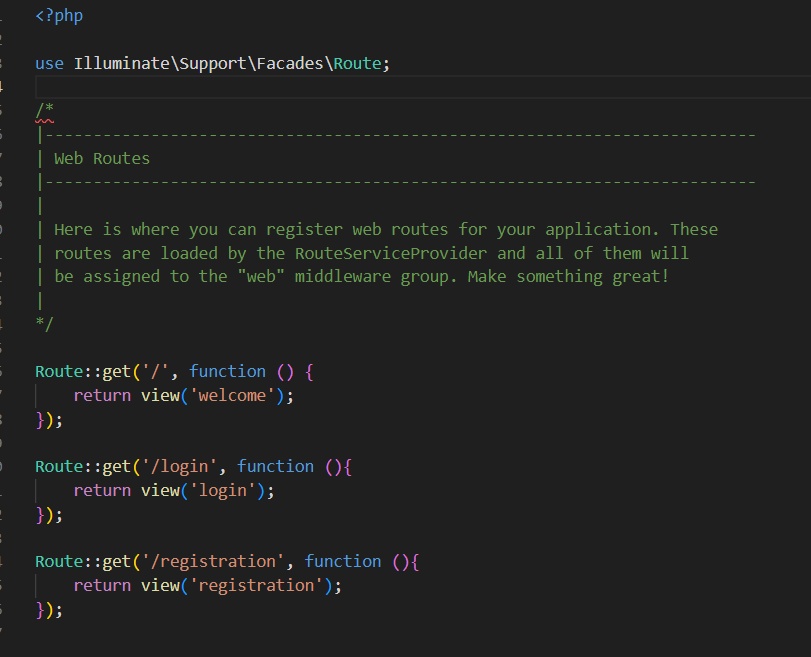 <?php
use Illuminate\Support\Facades\Route;
/*
|--------------------------------------------------------------------------
| Web Routes
|--------------------------------------------------------------------------
|
| Here is where you can register web routes for your application. These
| routes are loaded by the RouteServiceProvider and all of them will
| be assigned to the "web" middleware group. Make something great!
|
*/
Route::get('/', function () {
    return view('welcome');
});
Route::get('/login', function (){
    return view('login');
});
Route::get('/registration', function (){
    return view('registration');
});